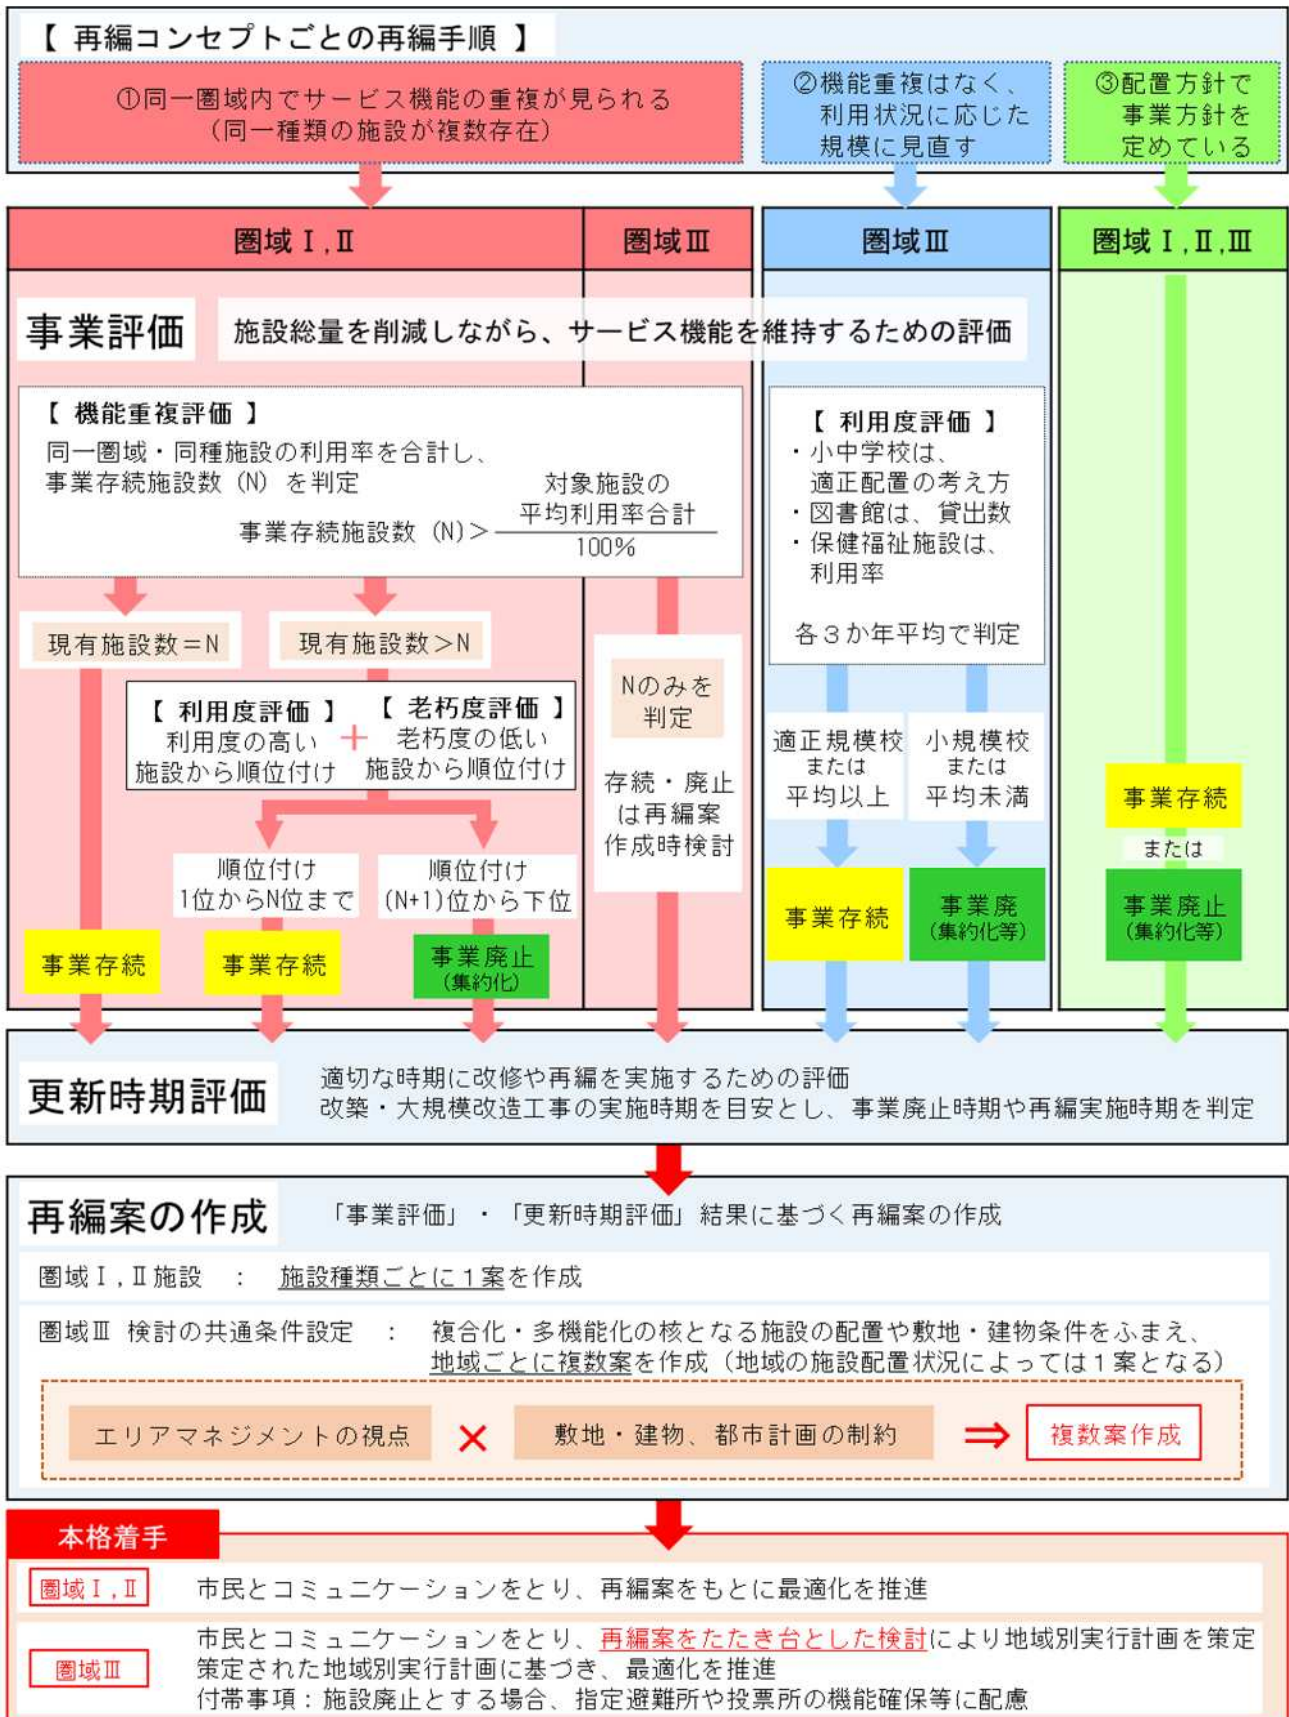 【 再編コンセプトごとの再編手順 】
①同一圏域内でサービス機能の重複が見られる
(同一種類の施設が複数存在)
②機能重複はなく、
利用状況に応じた
規模に見直す
③配置方針で
事業方針を
定めている
圏域Ⅰ,Ⅱ
圏域Ⅲ
圏域Ⅲ
圏域Ⅰ,Ⅱ,Ⅲ
事業評価
施設総量を削減しながら、サービス機能を維持するための評価
【 機能重複評価 】
同一圏域・同種施設の利用率を合計し、
事業存続施設数 (N) を判定
事業存続施設数 (N)>
対象施設の
平均利用率合計
100%
現有施設数=N
現有施設数>N
【 利用度評価 】
利用度の高い
施設から順位付け
+
【 老朽度評価 】
老朽度の低い
施設から順位付け
順位付け
1位からN位まで
順位付け
(N+1)位から下位
事業存続
事業存続
事業廃止
(集約化)
Nのみを
判定
存続・廃止
は再編案
作成時検討
【 利用度評価 】
・小中学校は、
適正配置の考え方
・図書館は、貸出数
・保健福祉施設は、
利用率
各3か年平均で判定
適正規模校
または
平均以上
小規模校
または
平均未満
事業存続
事業廃
(集約化等)
事業存続
または
事業廃止
(集約化等)
更新時期評価
適切な時期に改修や再編を実施するための評価
改築・大規模改造工事の実施時期を目安とし、事業廃止時期や再編実施時期を判定
再編案の作成
「事業評価」・「更新時期評価」結果に基づく再編案の作成
圏域Ⅰ,Ⅱ施設 : 施設種類ごとに1案を作成
圏域Ⅲ 検討の共通条件設定 : 複合化・多機能化の核となる施設の配置や敷地・建物条件をふまえ、
地域ごとに複数案を作成(地域の施設配置状況によっては1案となる)
エリアマネジメントの視点 × 敷地・建物、都市計画の制約 ⇒ 複数案作成
本格着手
圏域Ⅰ,Ⅱ
市民とコミュニケーションをとり、再編案をもとに最適化を推進
圏域Ⅲ
市民とコミュニケーションをとり、再編案をたたき台とした検討により地域別実行計画を策定
策定された地域別実行計画に基づき、最適化を推進
付帯事項:施設廃止とする場合、指定避難所や投票所の機能確保等に配慮